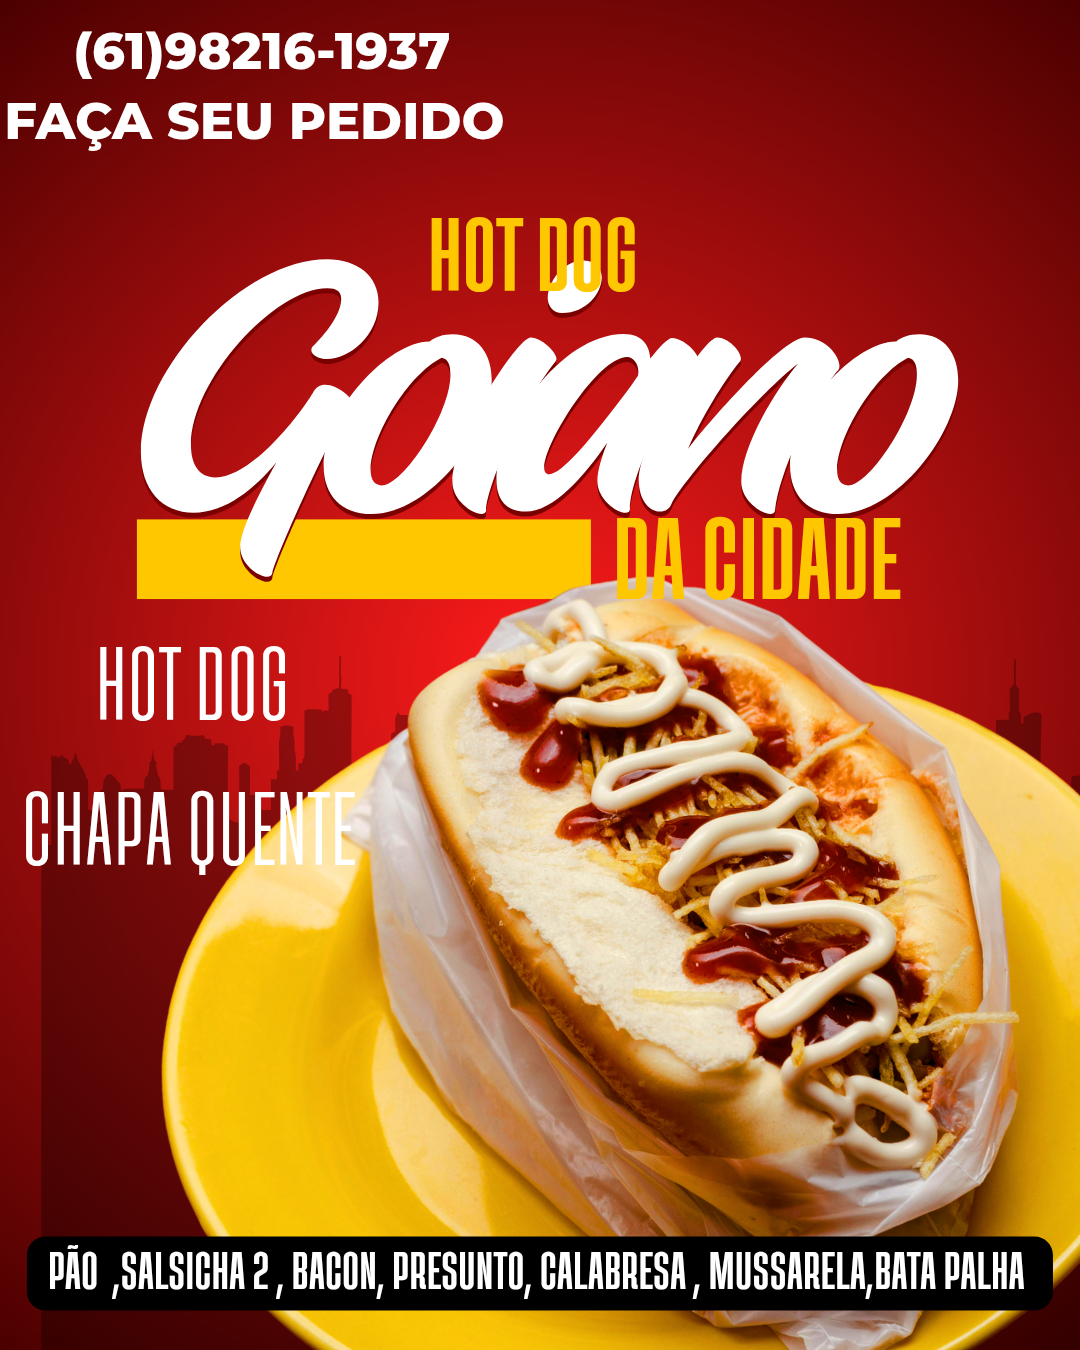 (61)98216-1937
FAÇA SEU PEDIDO
HOT DOG
Goiano
DA CIDADE
HOT DOG
CHAPA QUENTE
PÃO ,SALSICHA 2 , BACON, PRESUNTO, CALABRESA , MUSSARELA,BATA PALHA